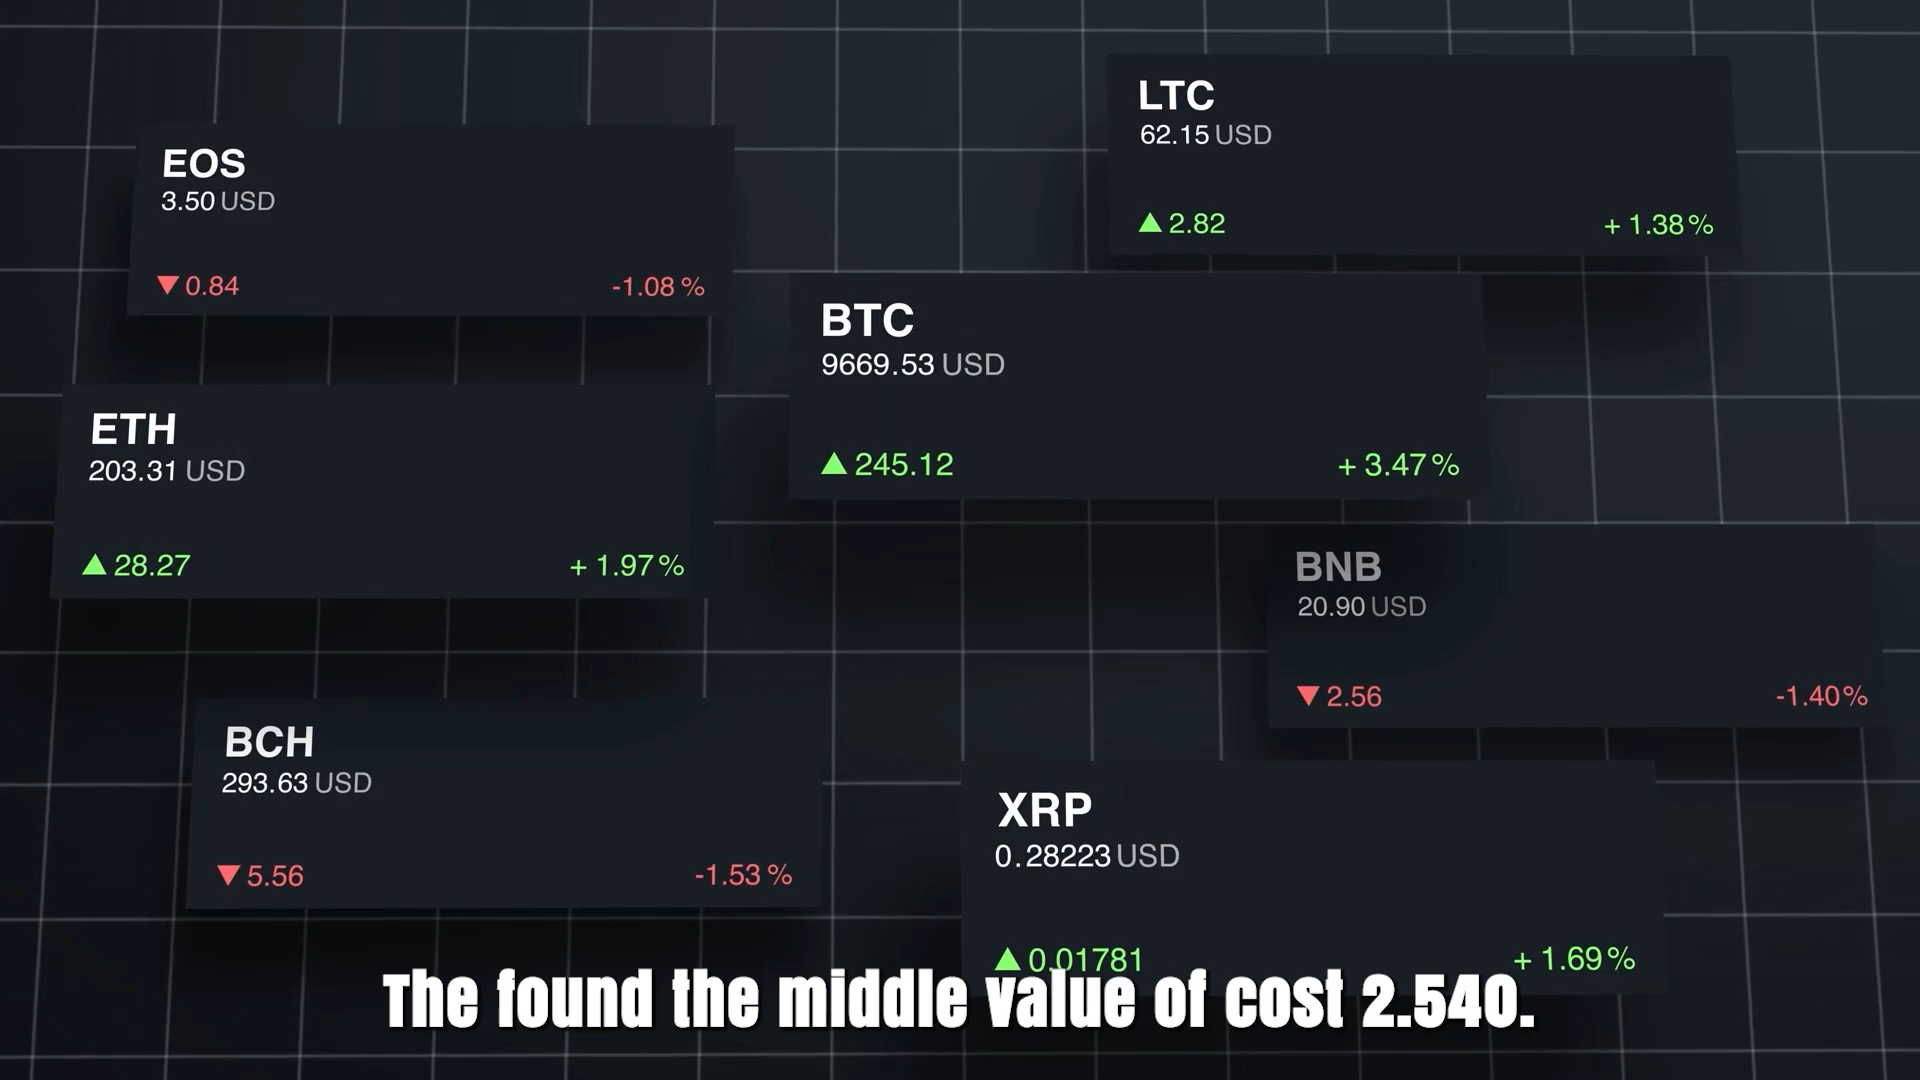 LTC
62.15 USD
▲ 2.82
+ 1.38%
EOS
3.50 USD
▼ 0.84
-1.08 %
BTC
9669.53 USD
▲ 245.12
+ 3.47%
ETH
203.31 USD
▲ 28.27
+ 1.97%
BNB
20.90 USD
▼ 2.56
-1.40%
BCH
293.63 USD
▼ 5.56
-1.53 %
XRP
0.28223 USD
▲ 0.01781
+ 1.69%
The found the middle value of cost 2.540.